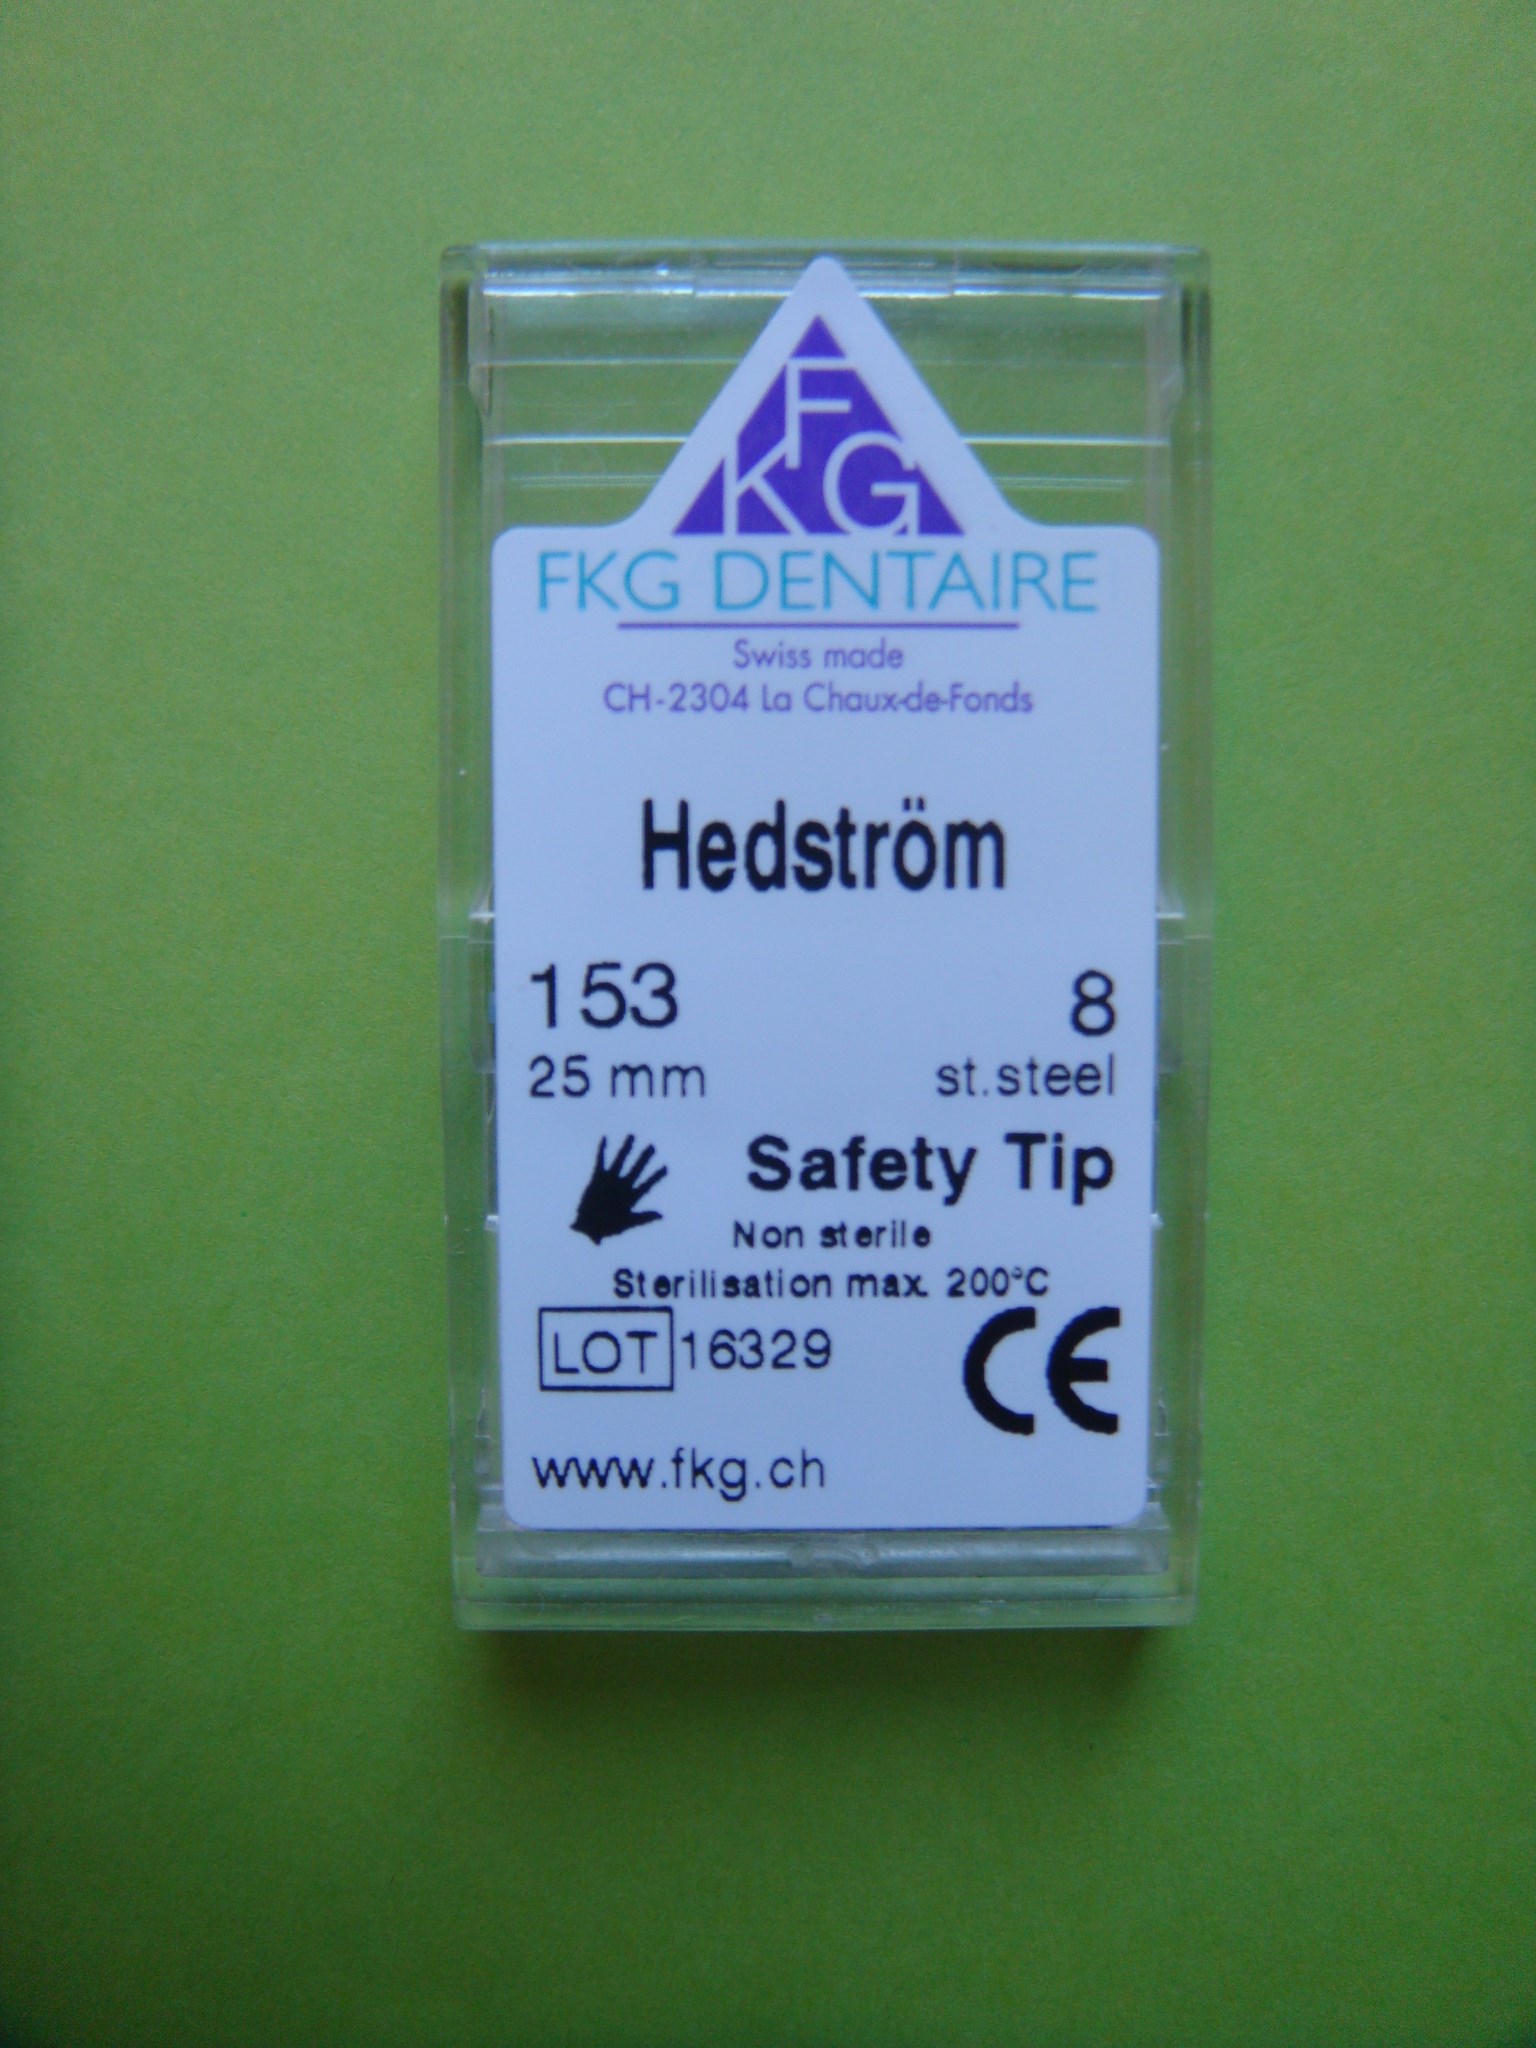 FKG
FKG DENTAIRE
Swiss made
CH-2304 La Chaux-de-Fonds
Hedström
153 8
25 mm st.steel
Safety Tip
Non sterile
Sterilisation max. 200°C
LOT 16329 CE
www.fkg.ch